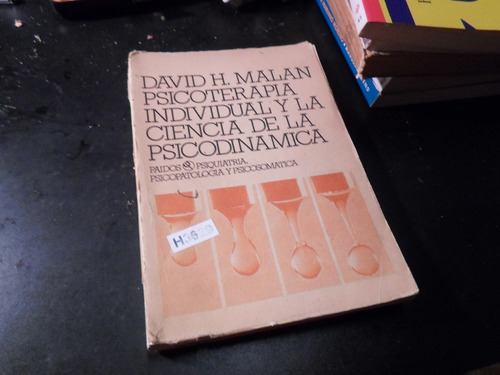 DAVID H. MALAN
PSICOTERAPIA
INDIVIDUAL Y LA
CIENCIA DE LA
PSICODINAMICA
PAIDOS PSIQUIATRIA,
PSICOPATOLOGIA Y PSICOSOMATICA